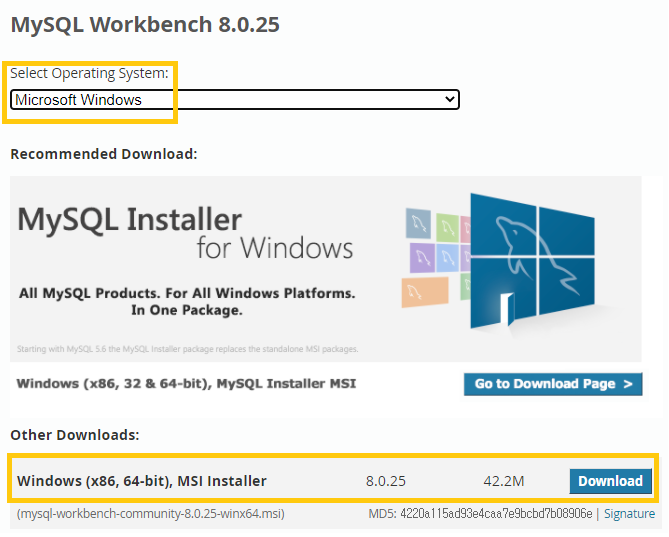 MySQL Workbench 8.0.25
Select Operating System:
Microsoft Windows
Recommended Download:
MySQL Installer
for Windows
All MySQL Products. For All Windows Platforms.
In One Package.
Starting with MySQL 5.6 the MySQL Installer package replaces the standalone MSI packages.
Windows (x86, 32 & 64-bit), MySQL Installer MSI
Go to Download Page >
Other Downloads:
Windows (x86, 64-bit), MSI Installer 8.0.25 42.2M Download
(mysql-workbench-community-8.0.25-winx64.msi) MD5: 4220a115ad93e4caa7e9bcbd7b08906e | Signature